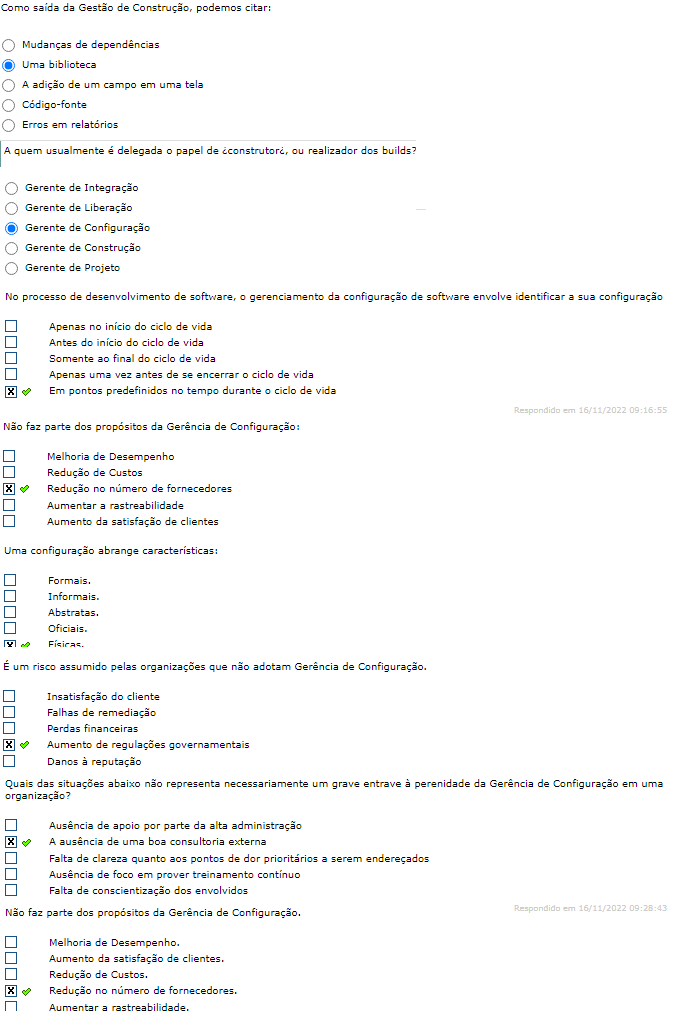 Como saída da Gestão de Construção, podemos citar:
Mudanças de dependências
Uma biblioteca
A adição de um campo em uma tela
Código-fonte
Erros em relatórios
A quem usualmente é delegada o papel de ¿construtor¿, ou realizador dos builds?
Gerente de Integração
Gerente de Liberação
Gerente de Configuração
Gerente de Construção
Gerente de Projeto
No processo de desenvolvimento de software, o gerenciamento da configuração de software envolve identificar a sua configuração
Apenas no início do ciclo de vida
Antes do início do ciclo de vida
Somente ao final do ciclo de vida
Apenas uma vez antes de se encerrar o ciclo de vida
Em pontos predefinidos no tempo durante o ciclo de vida
Respondido em 16/11/2022 09:16:55
Não faz parte dos propósitos da Gerência de Configuração:
Melhoria de Desempenho
Redução de Custos
Redução no número de fornecedores
Aumentar a rastreabilidade
Aumento da satisfação de clientes
Uma configuração abrange características:
Formais.
Informais.
Abstratas.
Oficiais.
Físicas.
É um risco assumido pelas organizações que não adotam Gerência de Configuração.
Insatisfação do cliente
Falhas de remediação
Perdas financeiras
Aumento de regulações governamentais
Danos à reputação
Quais das situações abaixo não representa necessariamente um grave entrave à perenidade da Gerência de Configuração em uma
organização?
Ausência de apoio por parte da alta administração
A ausência de uma boa consultoria externa
Falta de clareza quanto aos pontos de dor prioritários a serem endereçados
Ausência de foco em prover treinamento contínuo
Falta de conscientização dos envolvidos
Respondido em 16/11/2022 09:28:43
Não faz parte dos propósitos da Gerência de Configuração.
Melhoria de Desempenho.
Aumento da satisfação de clientes.
Redução de Custos.
Redução no número de fornecedores.
Aumentar a rastreabilidade.